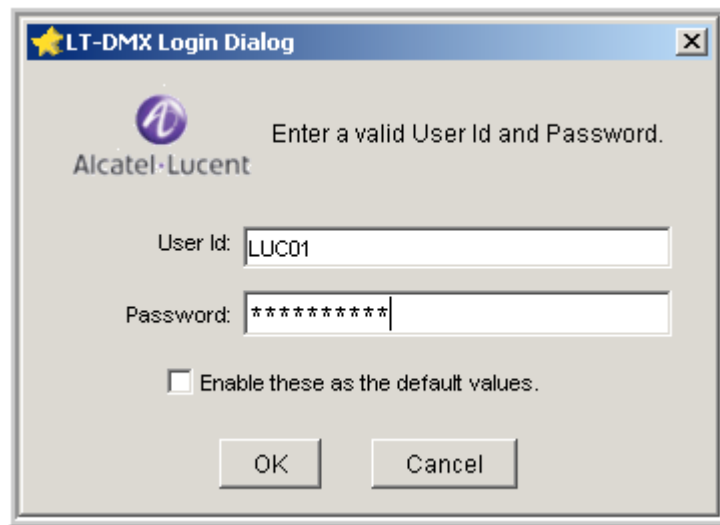 LT-DMX Login Dialog
Alcatel·Lucent
Enter a valid User Id and Password.
User Id: LUC01
Password: **********
Enable these as the default values.
OK Cancel